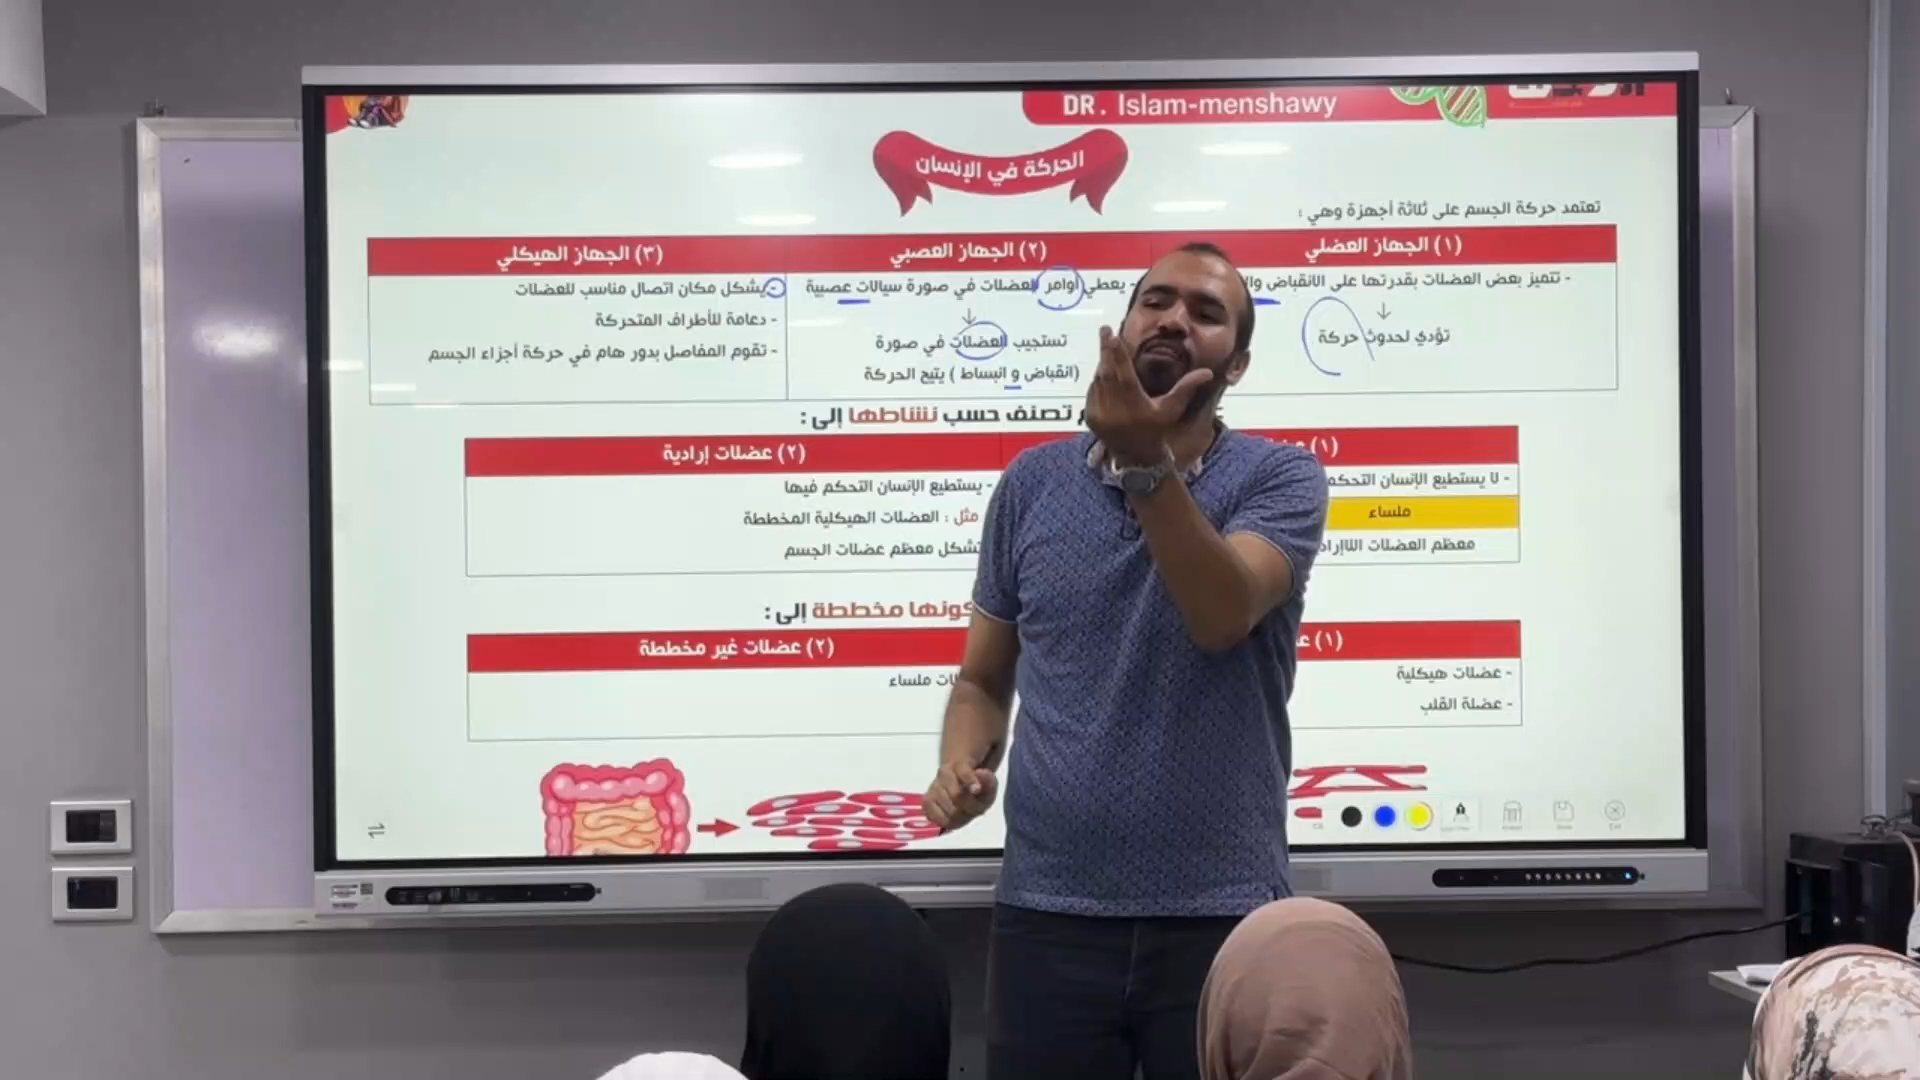 DR. Islam-menshawy
الحركة في الإنسان
تعتمد حركة الجسم على ثلاثة أجهزة وهي :
(١) الجهاز العضلي
- تتميز بعض العضلات بقدرتها على الانقباض
تؤدي لحدوث حركة
(٢) الجهاز العصبي
- يعطي أوامر للعضلات في صورة سيالات عصبية
تستجيب العضلات في صورة
(انقباض و انبساط ) يتيح الحركة
(٣) الجهاز الهيكلي
- يشكل مكان اتصال مناسب للعضلات
- دعامة للأطراف المتحركة
- تقوم المفاصل بدور هام في حركة أجزاء الجسم
تصنف حسب نشاطها إلى :
(١)
- لا يستطيع الإنسان التحكم
ملساء
معظم العضلات
(٢) عضلات إرادية
- يستطيع الإنسان التحكم فيها
مثل : العضلات الهيكلية المخططة
تشكل معظم عضلات الجسم
كونها مخططة إلى :
(١)
- عضلات هيكلية
- عضلة القلب
(٢) عضلات غير مخططة
ملساء